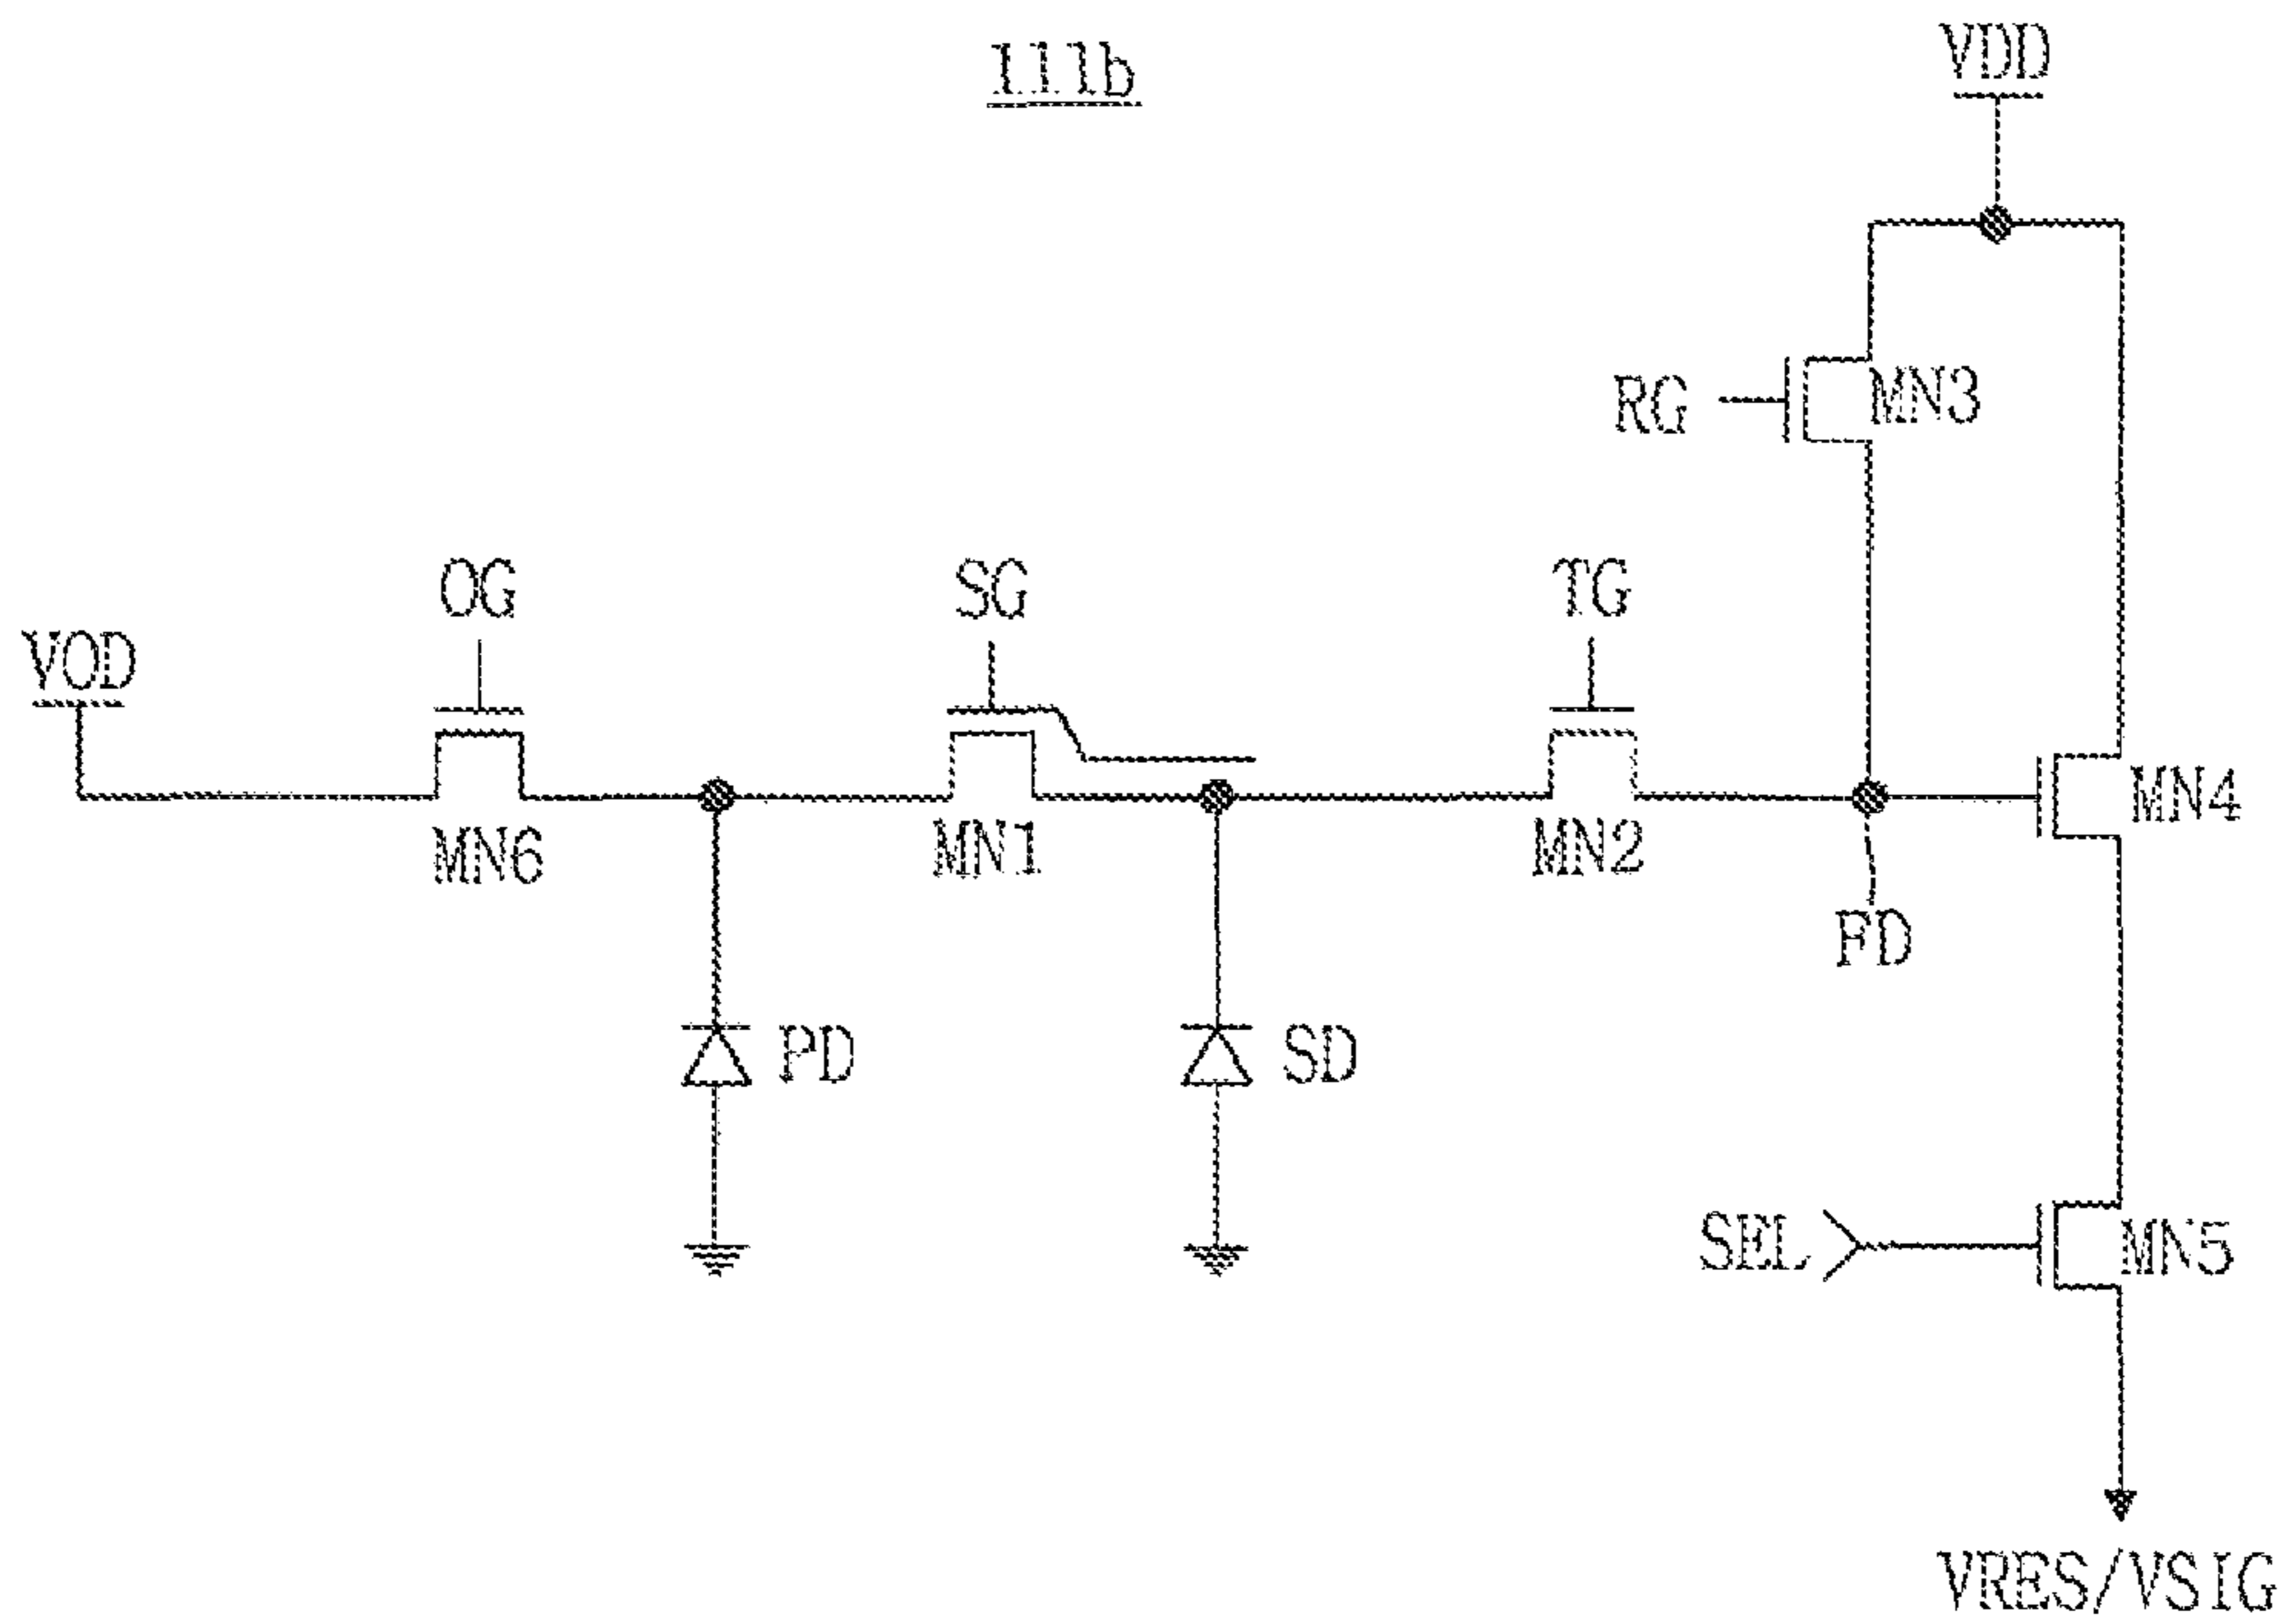 111b
VDD
RG
MN3
OG
SG
TG
VOD
MN4
MN6
MN1
MN2
FD
PD
SD
SEL
MN5
VRES/VSIG